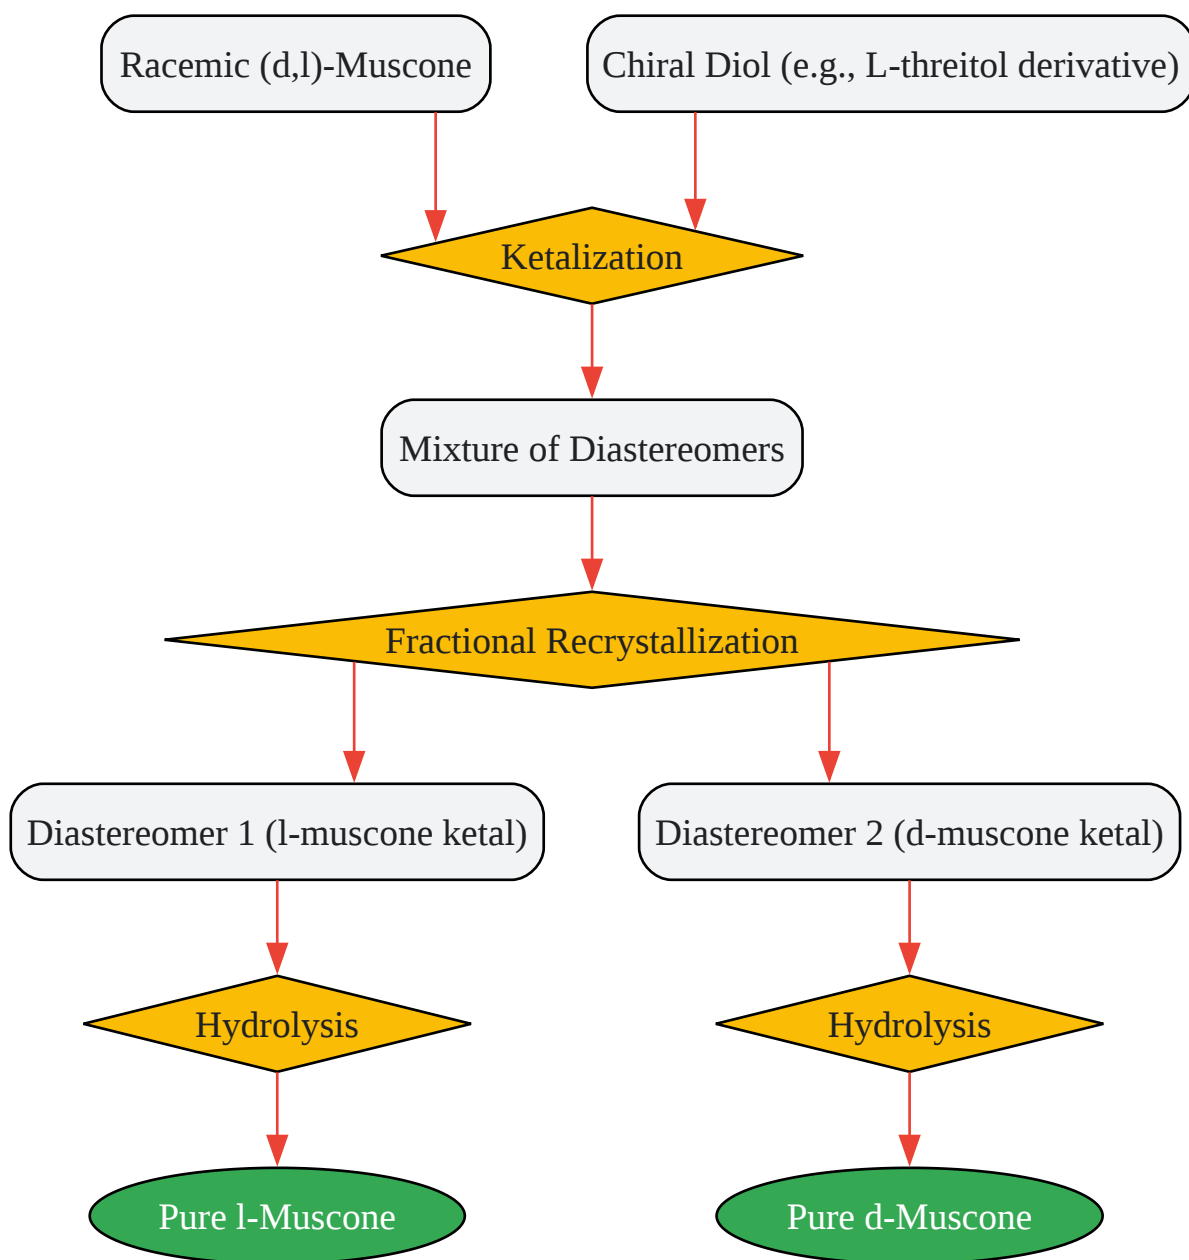 Racemic (d,l)-Muscone
Chiral Diol (e.g., L-threitol derivative)
Ketalization
Mixture of Diastereomers
Fractional Recrystallization
Diastereomer 1 (l-muscone ketal)
Diastereomer 2 (d-muscone ketal)
Hydrolysis
Hydrolysis
Pure l-Muscone
Pure d-Muscone